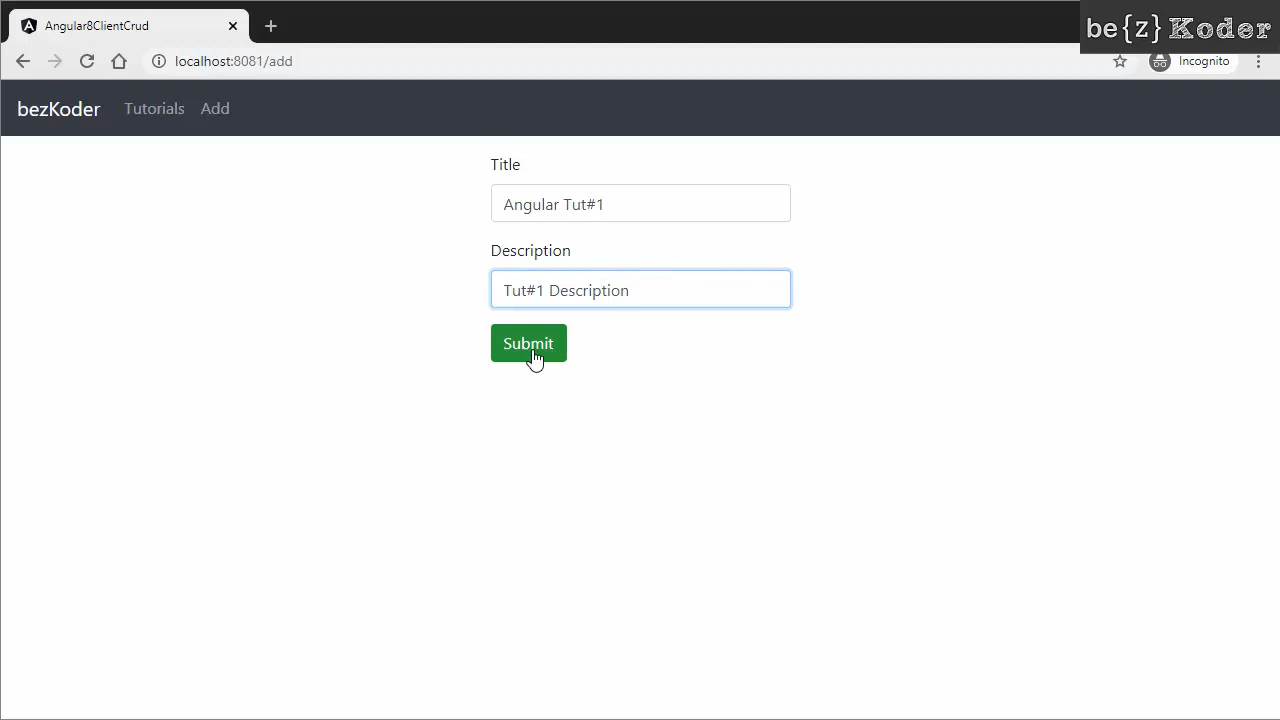 Angular8ClientCrud
be{z}Koder
localhost:8081/add
Incognito
bezKoder Tutorials Add
Title
Angular Tut#1
Description
Tut#1 Description
Submit